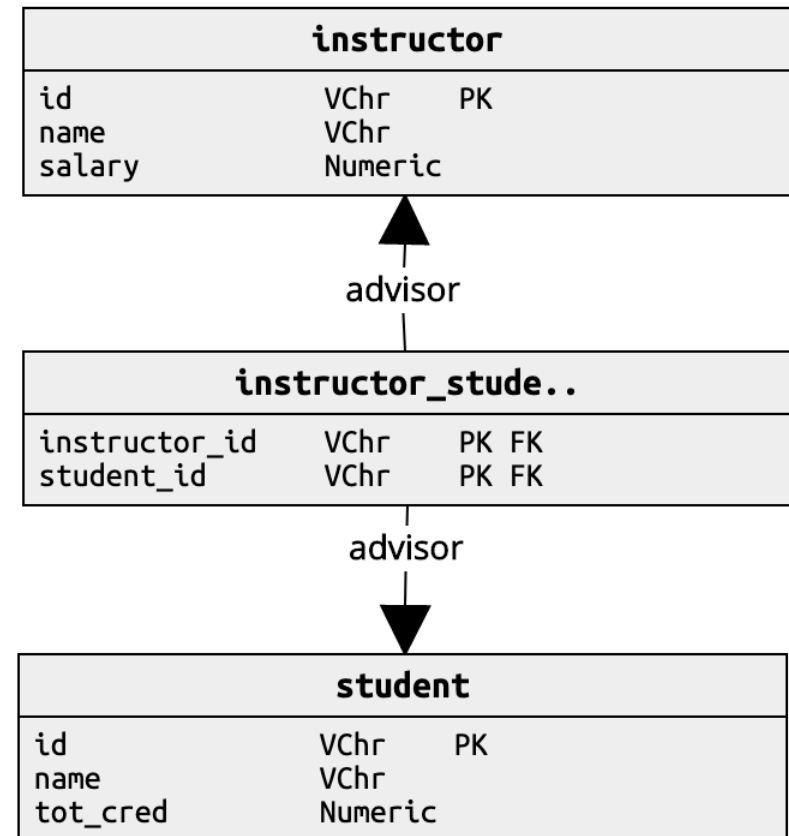 instructor
id VChr PK
name VChr
salary Numeric
advisor
instructor_stude..
instructor_id VChr PK FK
student_id VChr PK FK
advisor
student
id VChr PK
name VChr
tot_cred Numeric